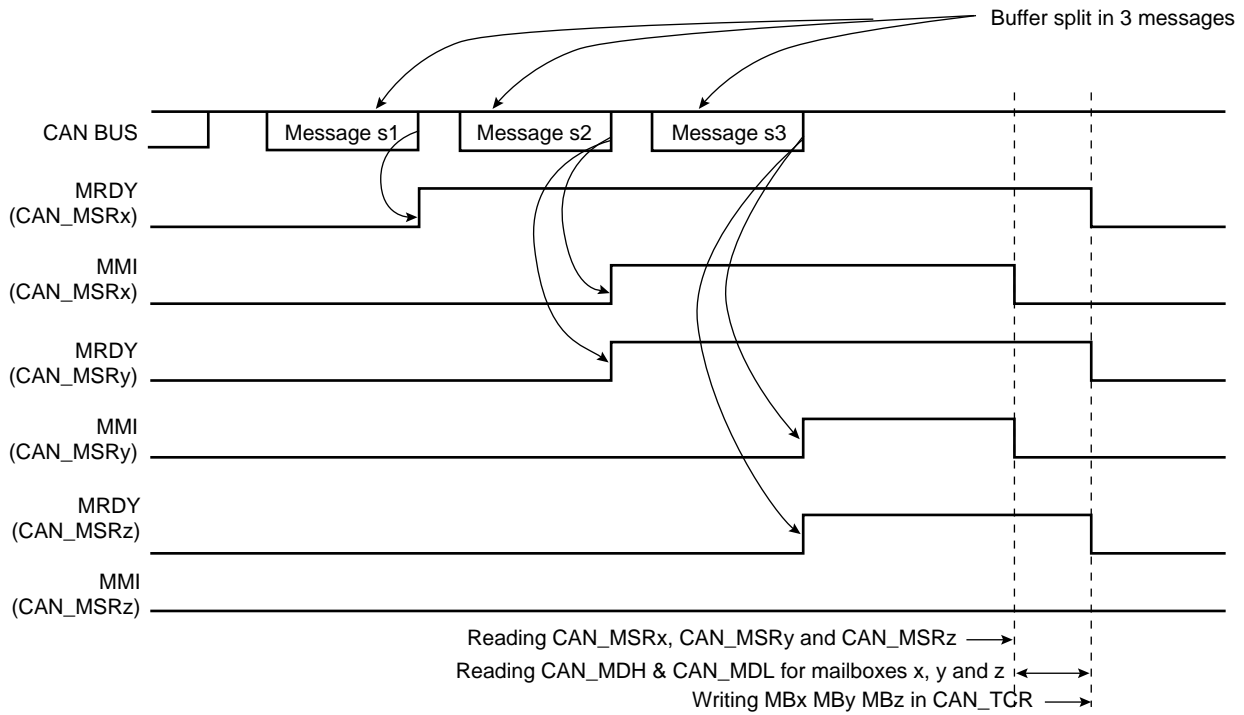 Buffer split in 3 messages
CAN BUS
Message s1
Message s2
Message s3
MRDY
(CAN_MSRx)
MMI
(CAN_MSRx)
MRDY
(CAN_MSRy)
MMI
(CAN_MSRy)
MRDY
(CAN_MSRz)
MMI
(CAN_MSRz)
Reading CAN_MSRx, CAN_MSRy and CAN_MSRz
Reading CAN_MDH & CAN_MDL for mailboxes x, y and z
Writing MBx MBy MBz in CAN_TCR